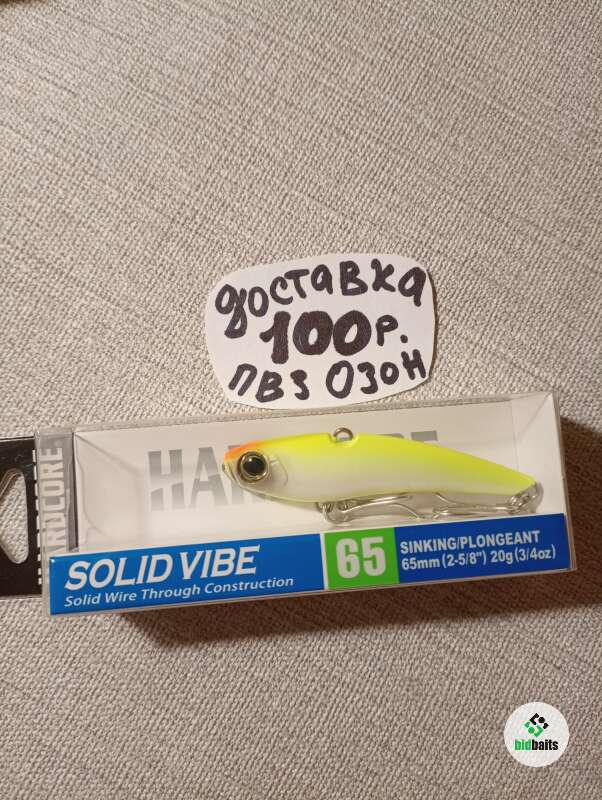 доставка
100р.
пвз Озон
HARDCORE
SOLID VIBE
Solid Wire Through Construction
65
SINKING/PLONGEANT
65mm (2-5/8") 20g (3/4oz)
bidbaits